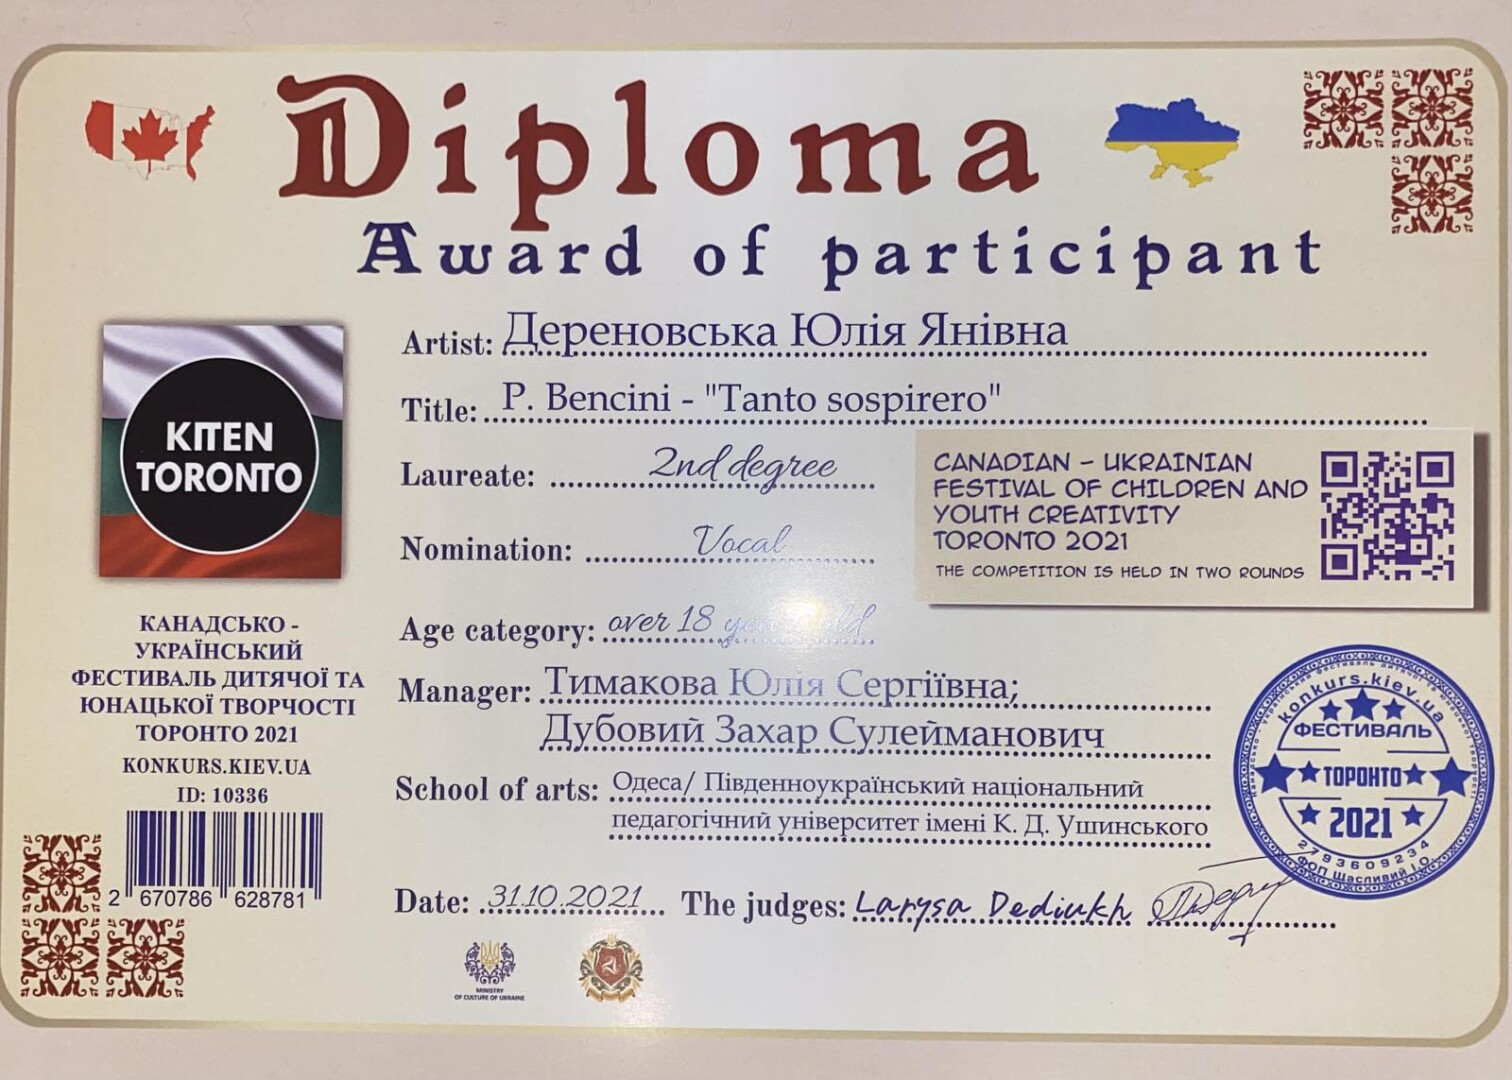 Diploma
Award of participant
Artist: Дереновська Юлія Янівна
Title: P. Bencini - "Tanto sospirero"
Laureate: 2nd degree
Nomination: Vocal
Age category: over 18 years old
Manager: Тимакова Юлія Сергіївна;
Дубовий Захар Сулейманович
School of arts: Одеса/ Південноукраїнський національний
педагогічний університет імені К. Д. Ушинського
Date: 31.10.2021 The judges: Larysa Dediukh
KITEN
TORONTO
КАНАДСЬКО -
УКРАЇНСЬКИЙ
ФЕСТИВАЛЬ ДИТЯЧОЇ ТА
ЮНАЦЬКОЇ ТВОРЧОСТІ
ТОРОНТО 2021
KONKURS.KIEV.UA
ID: 10336
2 670786 628781
CANADIAN - UKRAINIAN
FESTIVAL OF CHILDREN AND
YOUTH CREATIVITY
TORONTO 2021
THE COMPETITION IS HELD IN TWO ROUNDS
konkurs.kiev.ua
ФЕСТИВАЛЬ
ТОРОНТО
2021
2793609234
ФОП Щасливий І.О.
MINISTRY
OF CULTURE OF UKRAINE